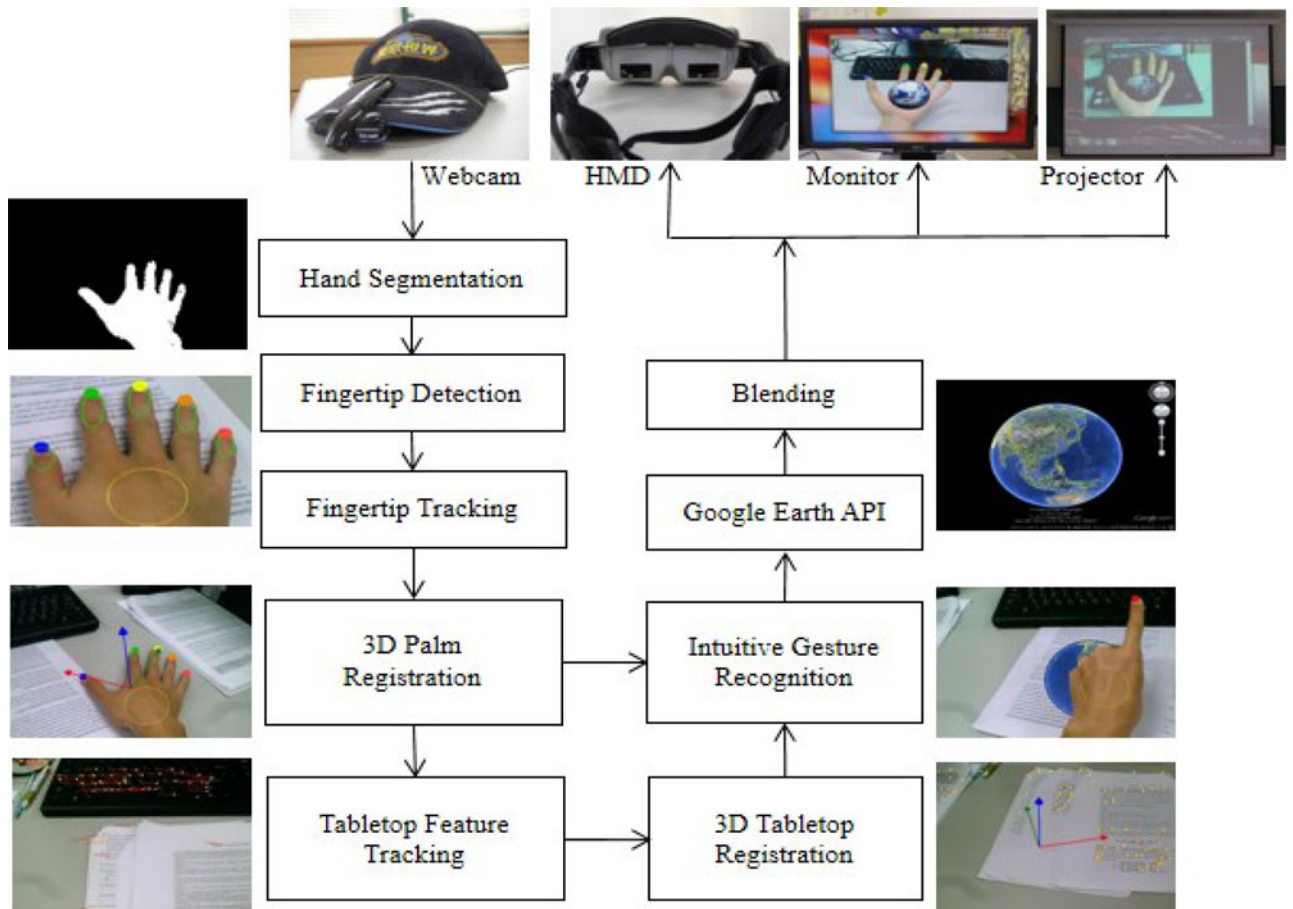 Webcam
HMD
Monitor
Projector
Hand Segmentation
Fingertip Detection
Blending
Fingertip Tracking
Google Earth API
3D Palm
Registration
Intuitive Gesture
Recognition
Tabletop Feature
Tracking
3D Tabletop
Registration